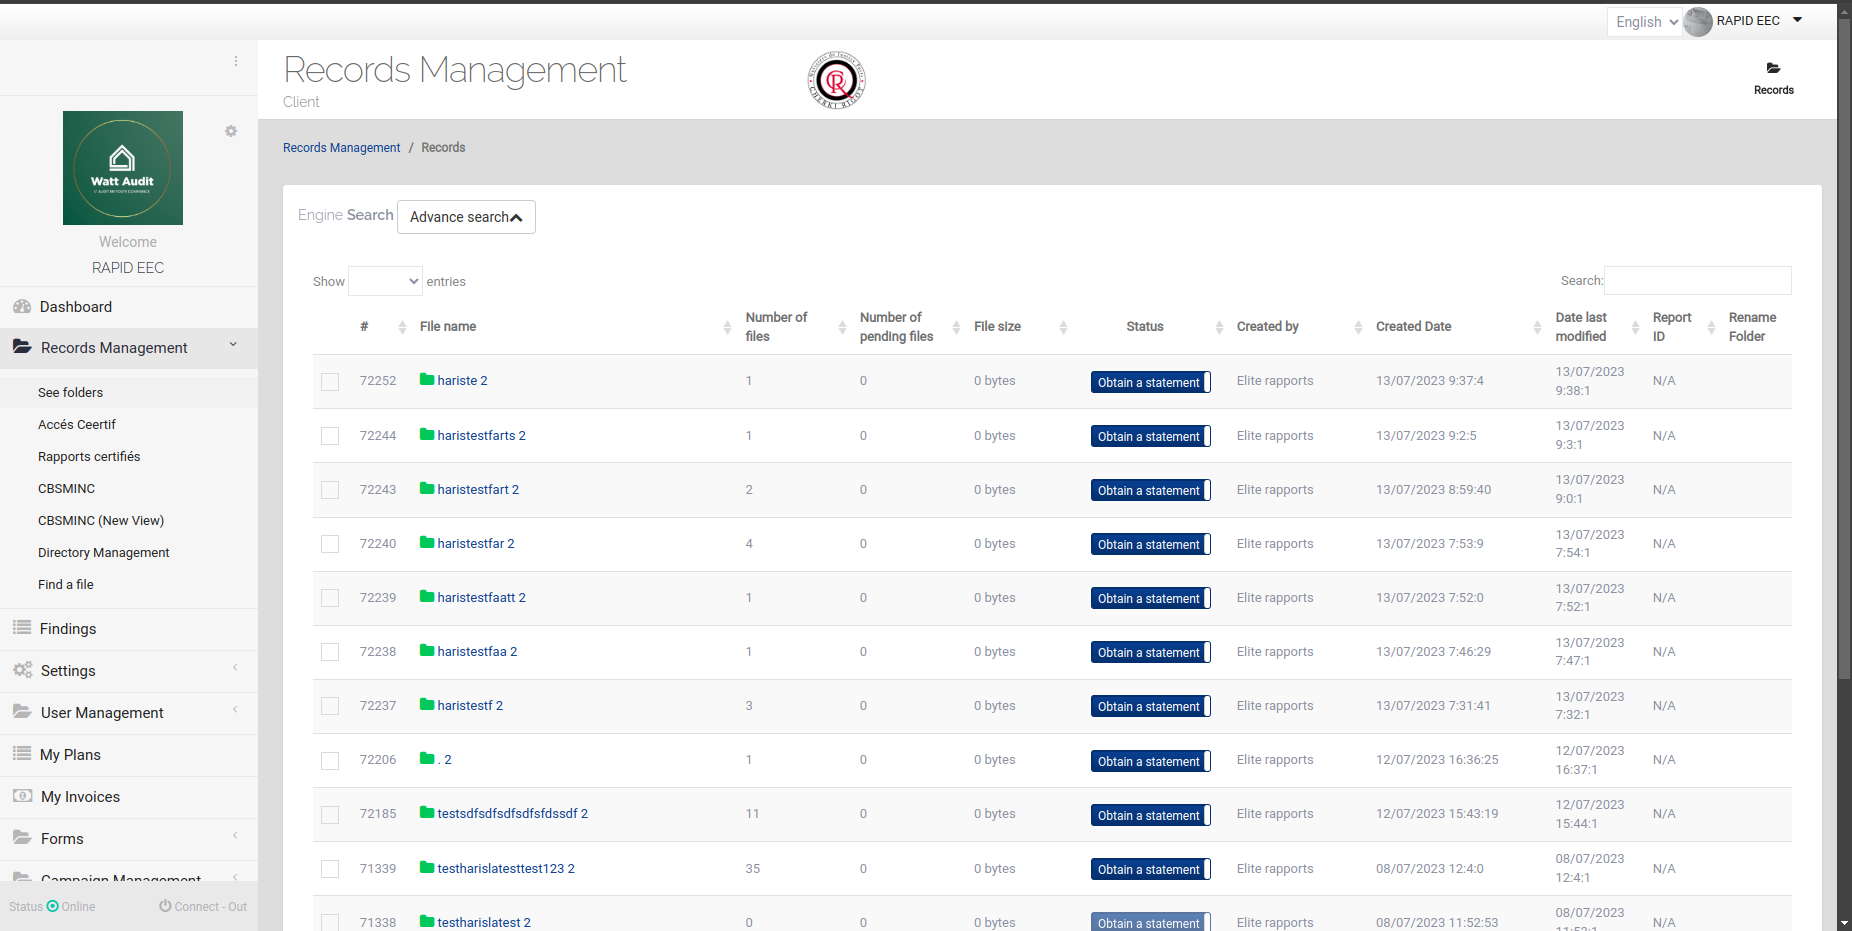 English
RAPID EEC
Records Management
Client
CHERKI RIGOT
Records
Watt Audit
Welcome
RAPID EEC
Dashboard
Records Management
See folders
Accés Ceertif
Rapports certifiés
CBSMINC
CBSMINC (New View)
Directory Management
Find a file
Findings
Settings
User Management
My Plans
My Invoices
Forms
Campaign Management
Status Online
Connect - Out
Records Management / Records
Engine Search Advance search
Show entries
Search:
# File name Number of files Number of pending files File size Status Created by Created Date Date last modified Report ID Rename Folder
72252 hariste 2 1 0 0 bytes Obtain a statement Elite rapports 13/07/2023 9:37:4 13/07/2023 9:38:1 N/A
72244 haristestfarts 2 1 0 0 bytes Obtain a statement Elite rapports 13/07/2023 9:2:5 13/07/2023 9:3:1 N/A
72243 haristestfart 2 2 0 0 bytes Obtain a statement Elite rapports 13/07/2023 8:59:40 13/07/2023 9:0:1 N/A
72240 haristestfar 2 4 0 0 bytes Obtain a statement Elite rapports 13/07/2023 7:53:9 13/07/2023 7:54:1 N/A
72239 haristestfaatt 2 1 0 0 bytes Obtain a statement Elite rapports 13/07/2023 7:52:0 13/07/2023 7:52:1 N/A
72238 haristestfaa 2 1 0 0 bytes Obtain a statement Elite rapports 13/07/2023 7:46:29 13/07/2023 7:47:1 N/A
72237 haristestf 2 3 0 0 bytes Obtain a statement Elite rapports 13/07/2023 7:31:41 13/07/2023 7:32:1 N/A
72206 . 2 1 0 0 bytes Obtain a statement Elite rapports 12/07/2023 16:36:25 12/07/2023 16:37:1 N/A
72185 testsdfsdfsdfsdfsfdssdf 2 11 0 0 bytes Obtain a statement Elite rapports 12/07/2023 15:43:19 12/07/2023 15:44:1 N/A
71339 testharislatesttest123 2 35 0 0 bytes Obtain a statement Elite rapports 08/07/2023 12:4:0 08/07/2023 12:4:1 N/A
71338 testharislatest 2 0 0 0 bytes Obtain a statement Elite rapports 08/07/2023 11:52:53 08/07/2023 N/A